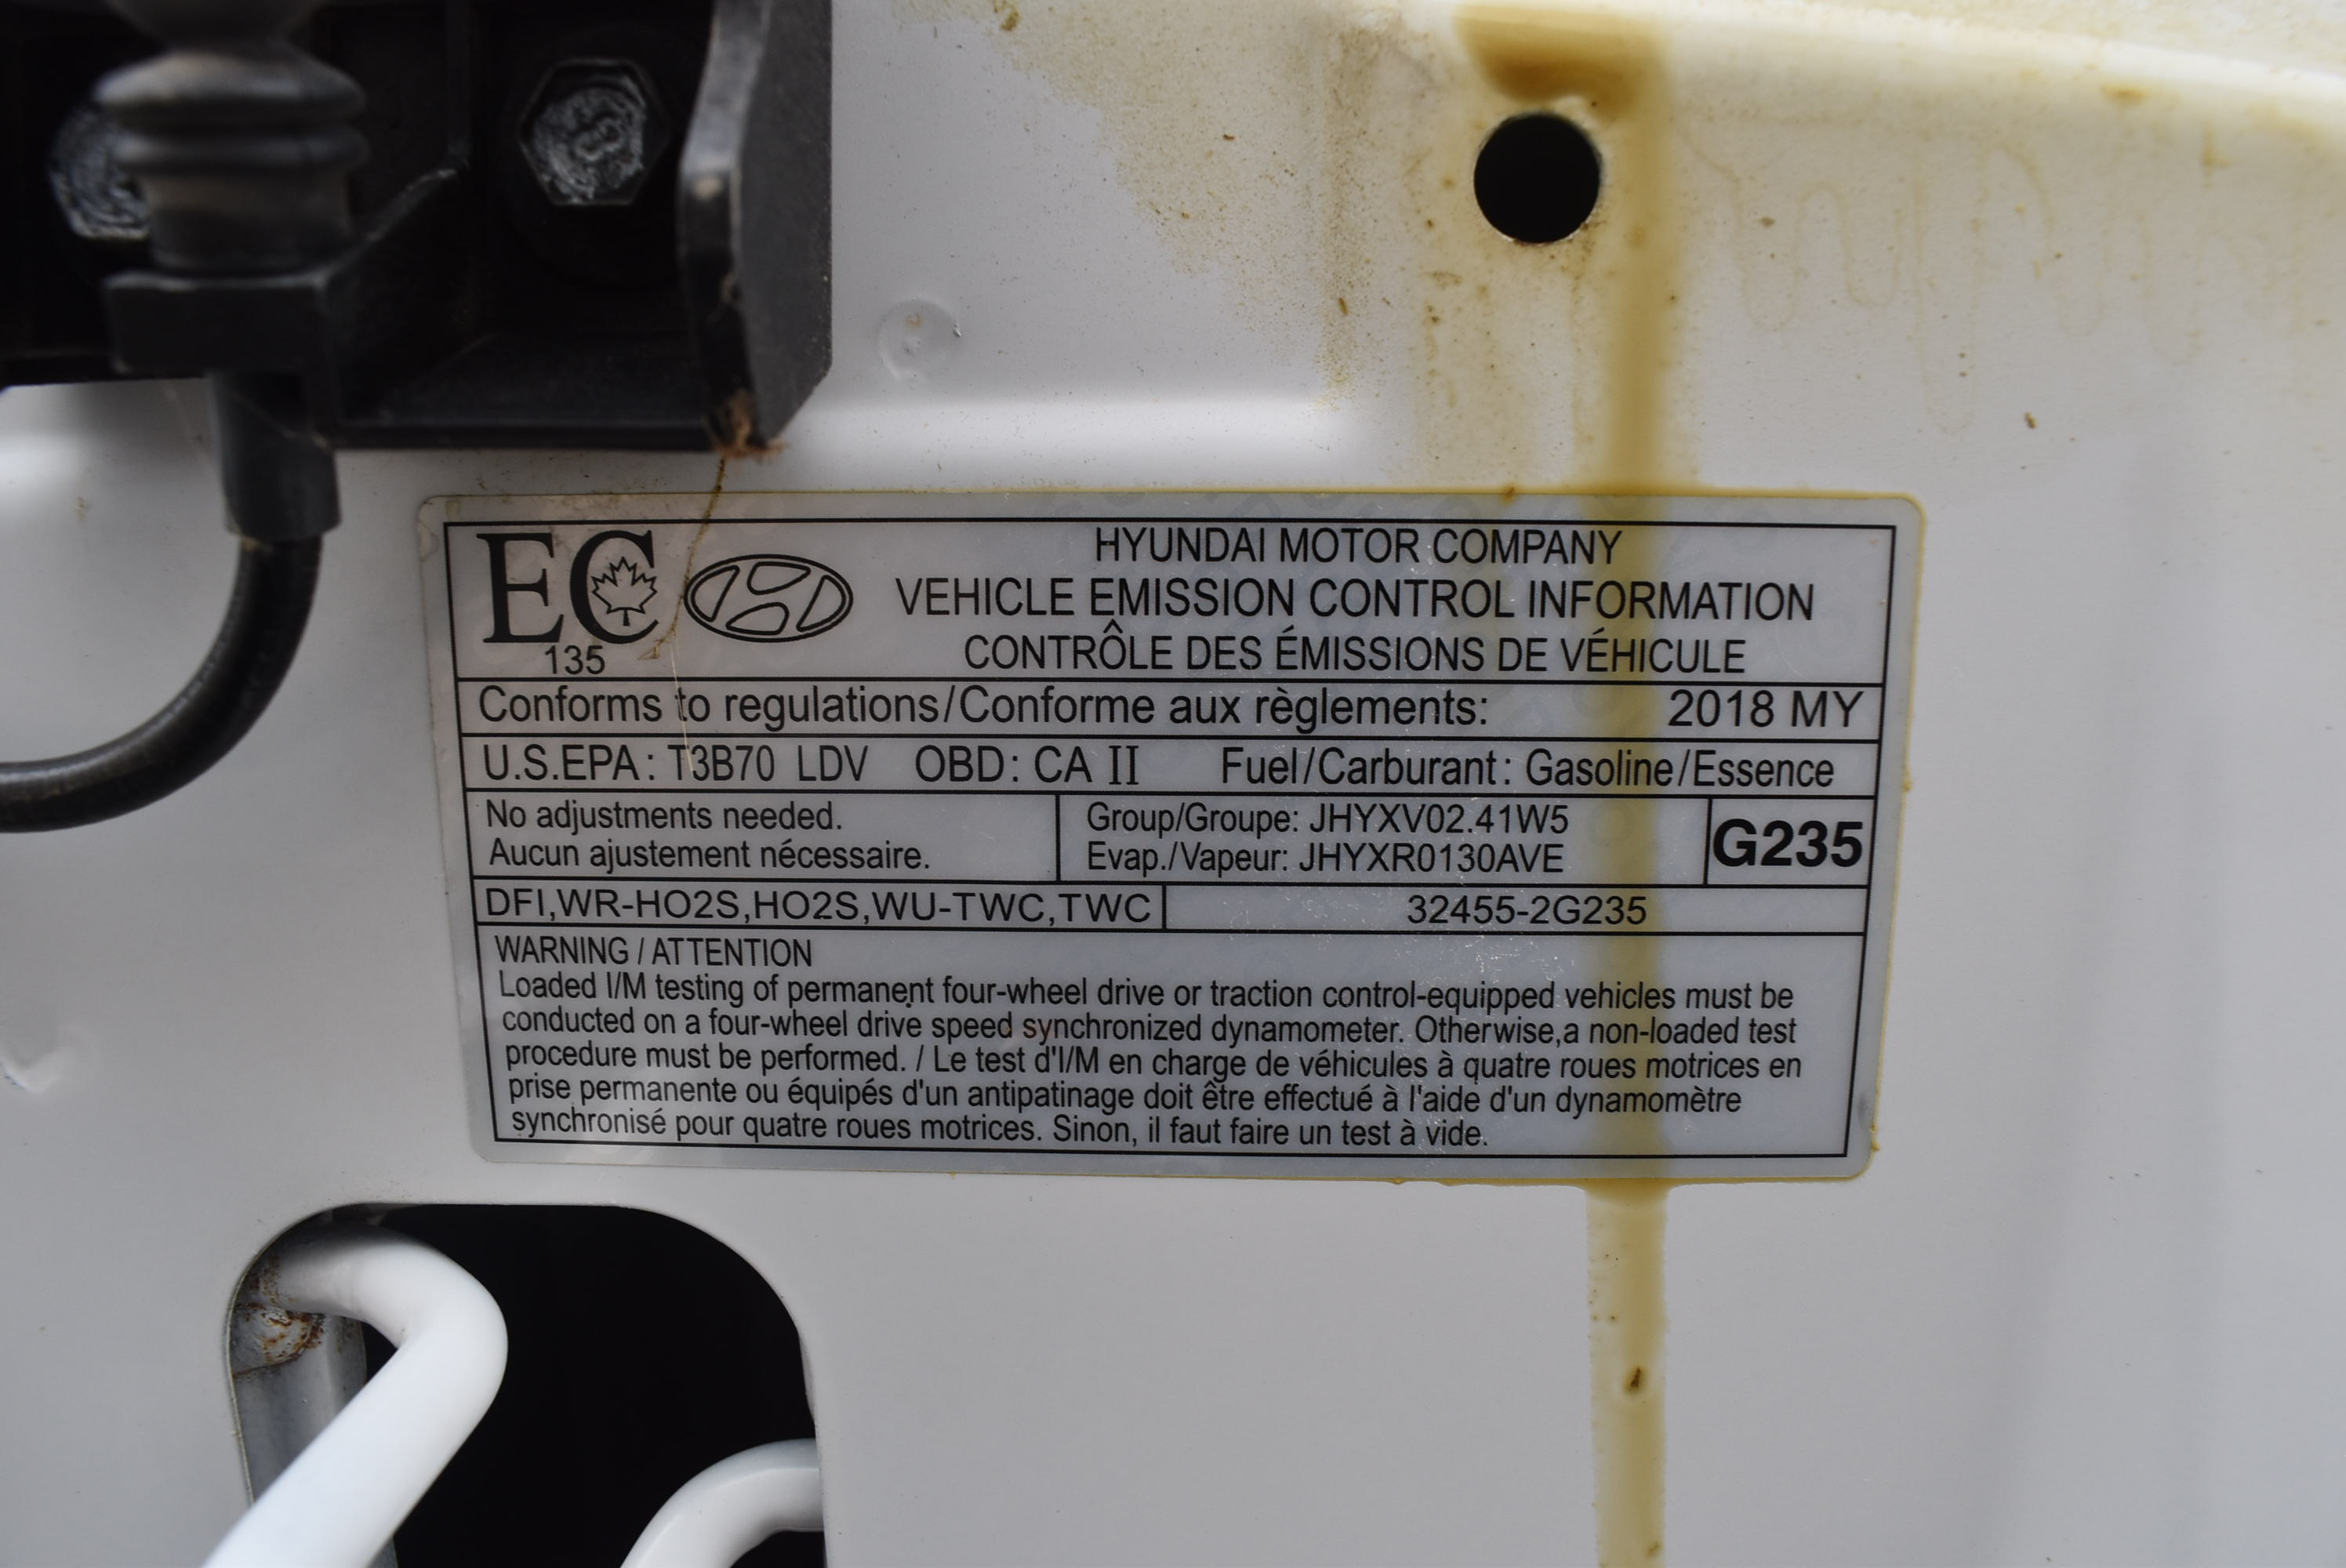 EC
135
HYUNDAI MOTOR COMPANY
VEHICLE EMISSION CONTROL INFORMATION
CONTRÔLE DES ÉMISSIONS DE VÉHICULE
Conforms to regulations/Conforme aux règlements: 2018 MY
U.S.EPA: T3B70 LDV OBD: CA II Fuel/Carburant: Gasoline/Essence
No adjustments needed.
Aucun ajustement nécessaire.
Group/Groupe: JHYXV02.41W5
Evap./Vapeur: JHYXR0130AVE
G235
DFI,WR-HO2S,HO2S,WU-TWC,TWC
32455-2G235
WARNING / ATTENTION
Loaded I/M testing of permanent four-wheel drive or traction control-equipped vehicles must be
conducted on a four-wheel drive speed synchronized dynamometer. Otherwise,a non-loaded test
procedure must be performed. / Le test d'I/M en charge de véhicules à quatre roues motrices en
prise permanente ou équipés d'un antipatinage doit être effectué à l'aide d'un dynamomètre
synchronisé pour quatre roues motrices. Sinon, il faut faire un test à vide.